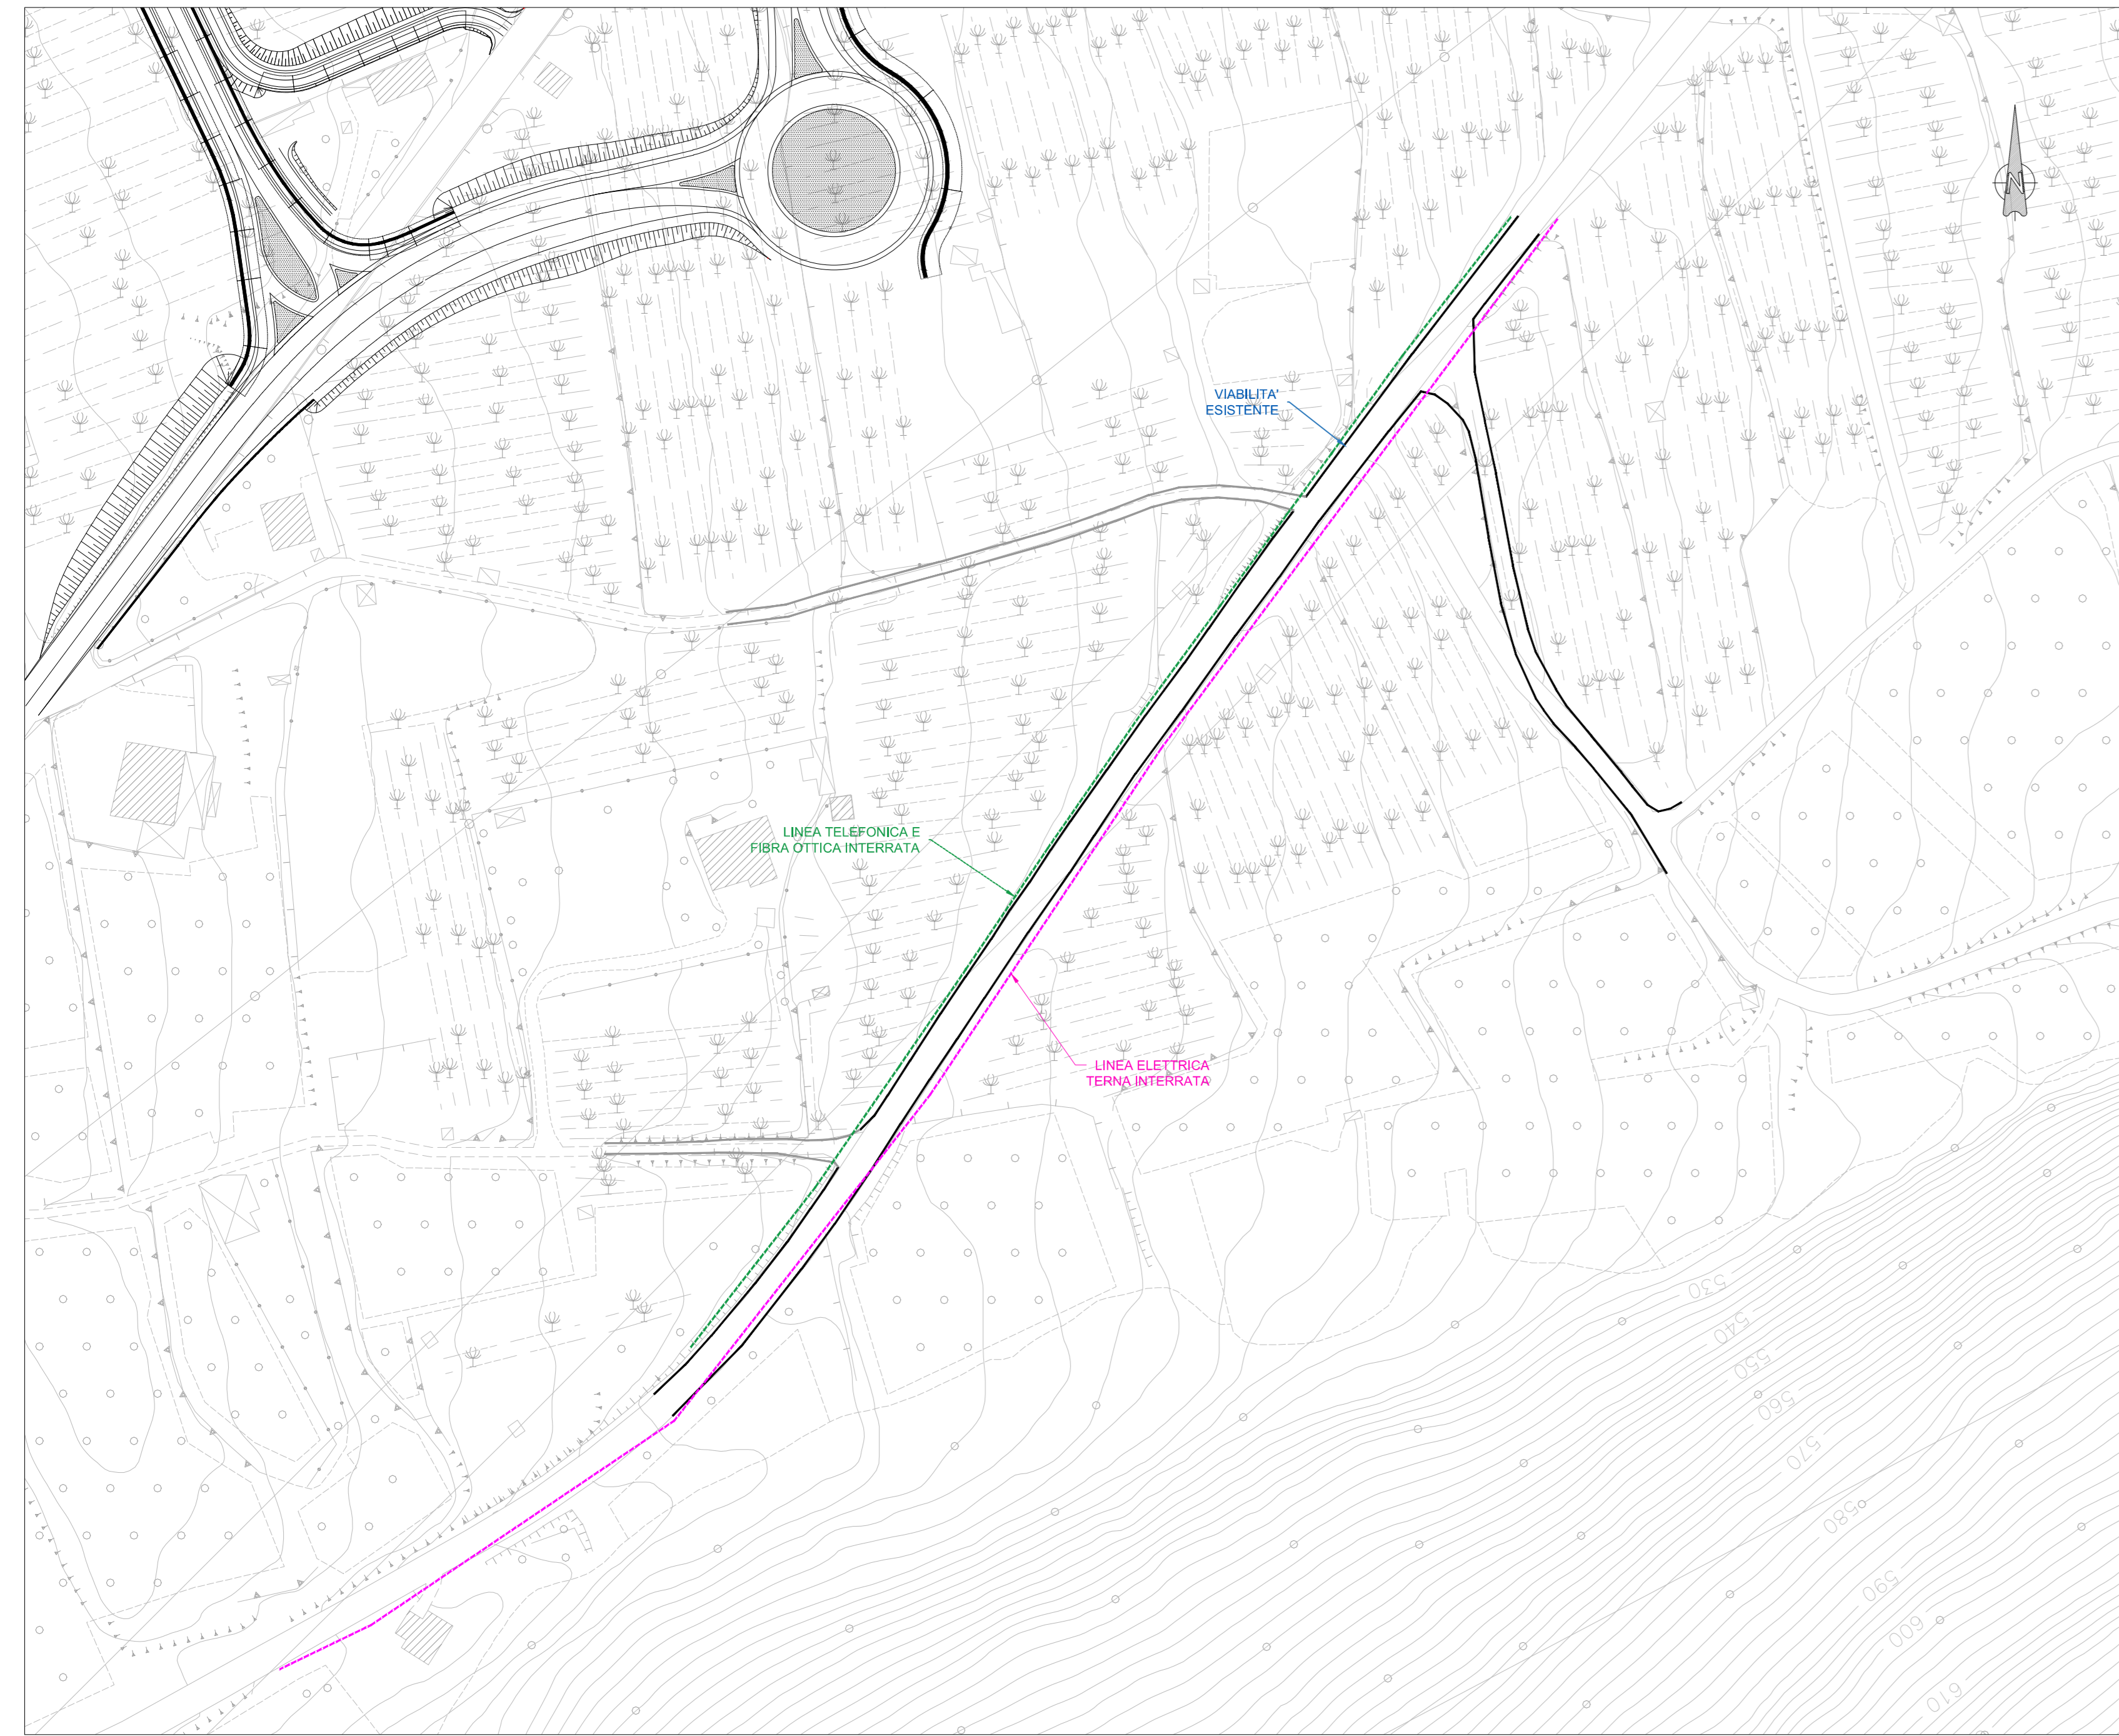 N
VIABILITA'
ESISTENTE
LINEA TELEFONICA E
FIBRA OTTICA INTERRATA
LINEA ELETTRICA
TERNA INTERRATA
530
540
550
560
570
580
590
600
610